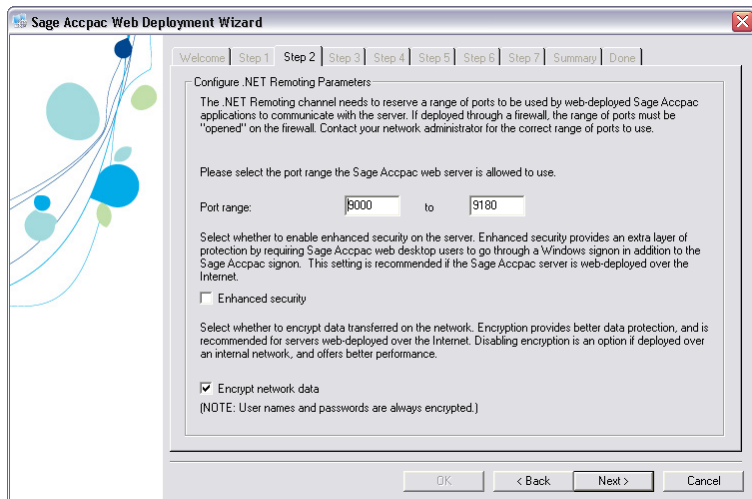 Sage Accpac Web Deployment Wizard
Welcome Step 1 Step 2 Step 3 Step 4 Step 5 Step 6 Step 7 Summary Done
Configure .NET Remoting Parameters
The .NET Remoting channel needs to reserve a range of ports to be used by web-deployed Sage Accpac
applications to communicate with the server. If deployed through a firewall, the range of ports must be
"opened" on the firewall. Contact your network administrator for the correct range of ports to use.
Please select the port range the Sage Accpac web server is allowed to use.
Port range: 9000 to 9180
Select whether to enable enhanced security on the server. Enhanced security provides an extra layer of
protection by requiring Sage Accpac web desktop users to go through a Windows signon in addition to the
Sage Accpac signon. This setting is recommended if the Sage Accpac server is web-deployed over the
Internet.
Enhanced security
Select whether to encrypt data transferred on the network. Encryption provides better data protection, and is
recommended for servers web-deployed over the Internet. Disabling encryption is an option if deployed over
an internal network, and offers better performance.
Encrypt network data
(NOTE: User names and passwords are always encrypted.)
OK < Back Next > Cancel